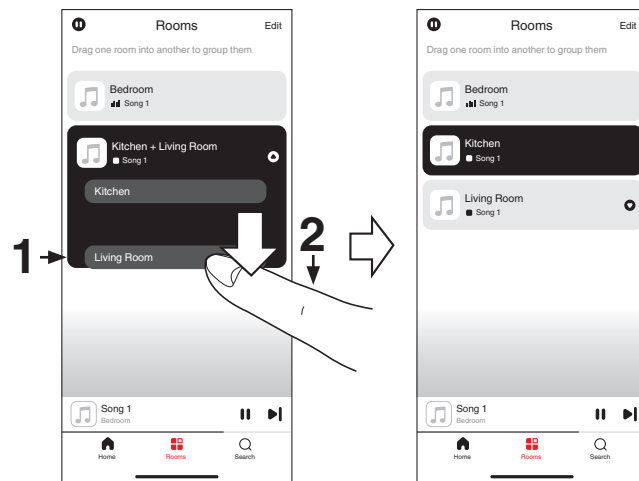 Rooms Edit
Drag one room into another to group them
Bedroom
Song 1
Kitchen + Living Room
Song 1
Kitchen
Living Room
1
2
Song 1
Bedroom
Home Rooms Search
Rooms Edit
Drag one room into another to group them
Bedroom
Song 1
Kitchen
Song 1
Living Room
Song 1
Song 1
Bedroom
Home Rooms Search